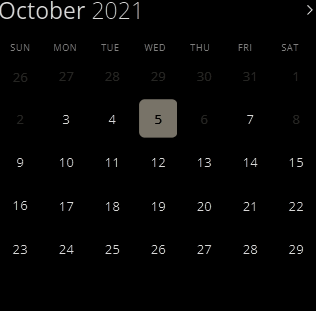 October 2021 >
SUN MON TUE WED THU FRI SAT
26 27 28 29 30 31 1
2 3 4 5 6 7 8
9 10 11 12 13 14 15
16 17 18 19 20 21 22
23 24 25 26 27 28 29